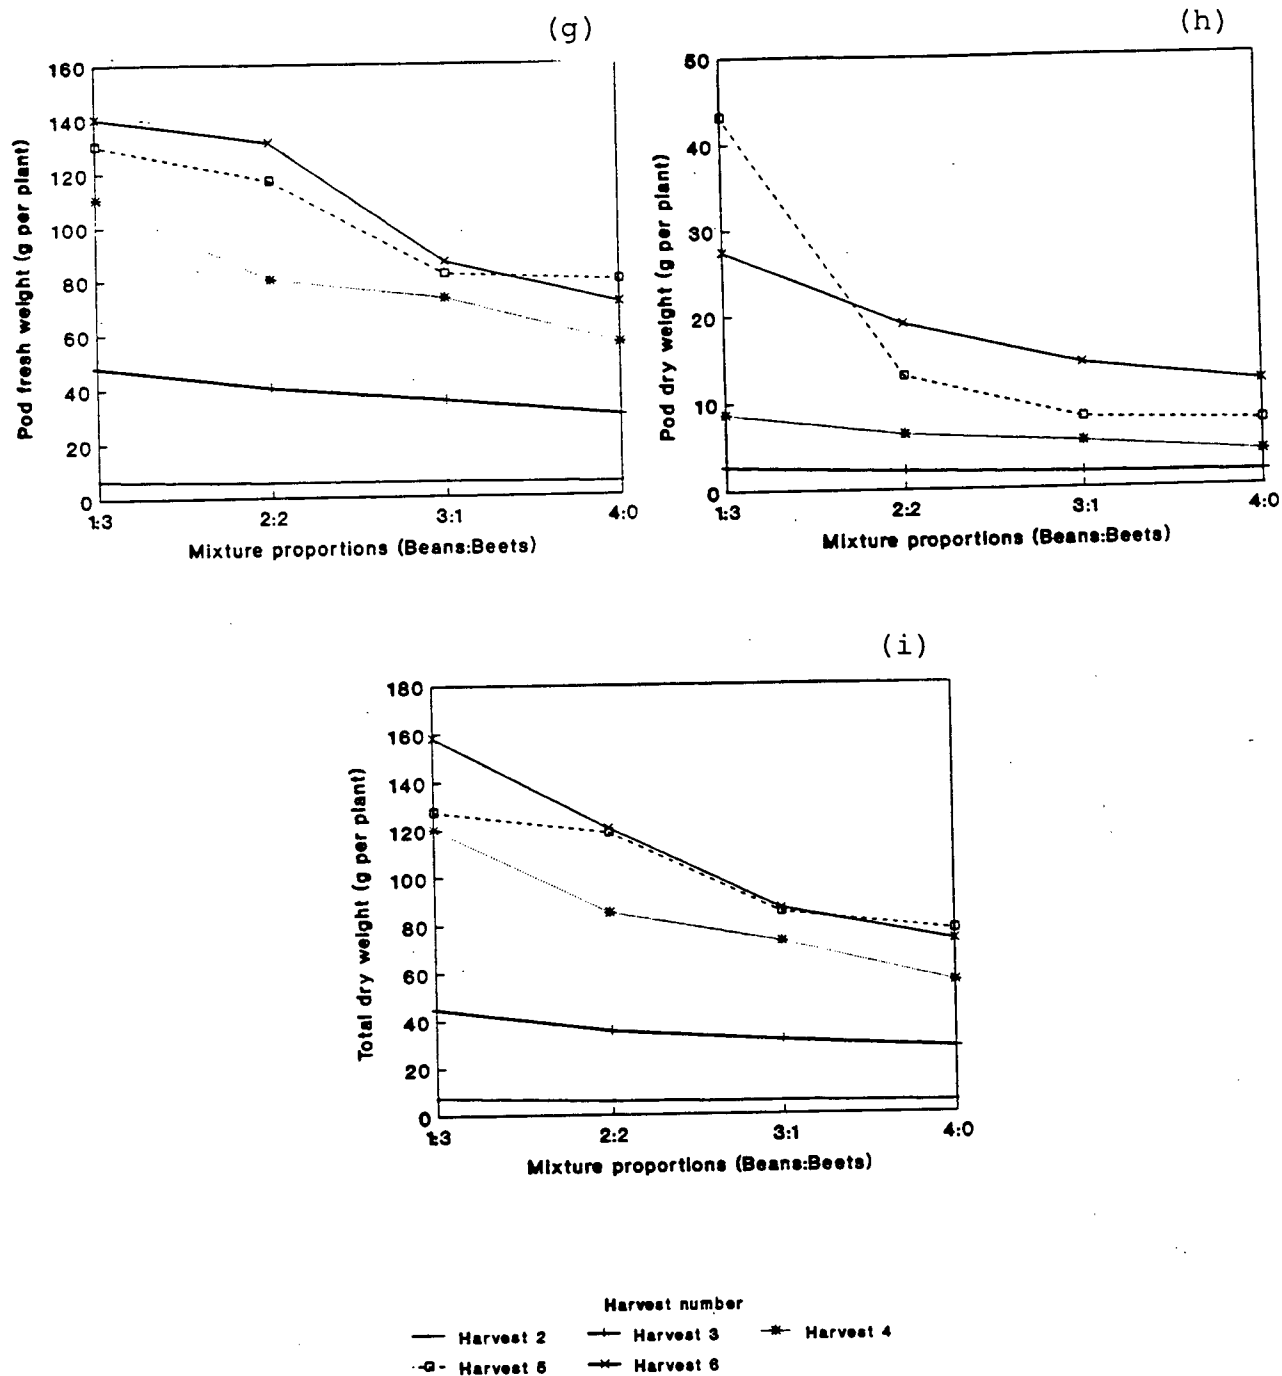 (g)
160
140
120
100
80
60
40
20
0
Pod fresh weight (g per plant)
1:3 2:2 3:1 4:0
Mixture proportions (Beans:Beets)
(h)
50
40
30
20
10
0
Pod dry weight (g per plant)
1:3 2:2 3:1 4:0
Mixture proportions (Beans:Beets)
(i)
180
160
140
120
100
80
60
40
20
0
Total dry weight (g per plant)
1:3 2:2 3:1 4:0
Mixture proportions (Beans:Beets)
Harvest number
Harvest 2 Harvest 3 Harvest 4
Harvest 5 Harvest 6